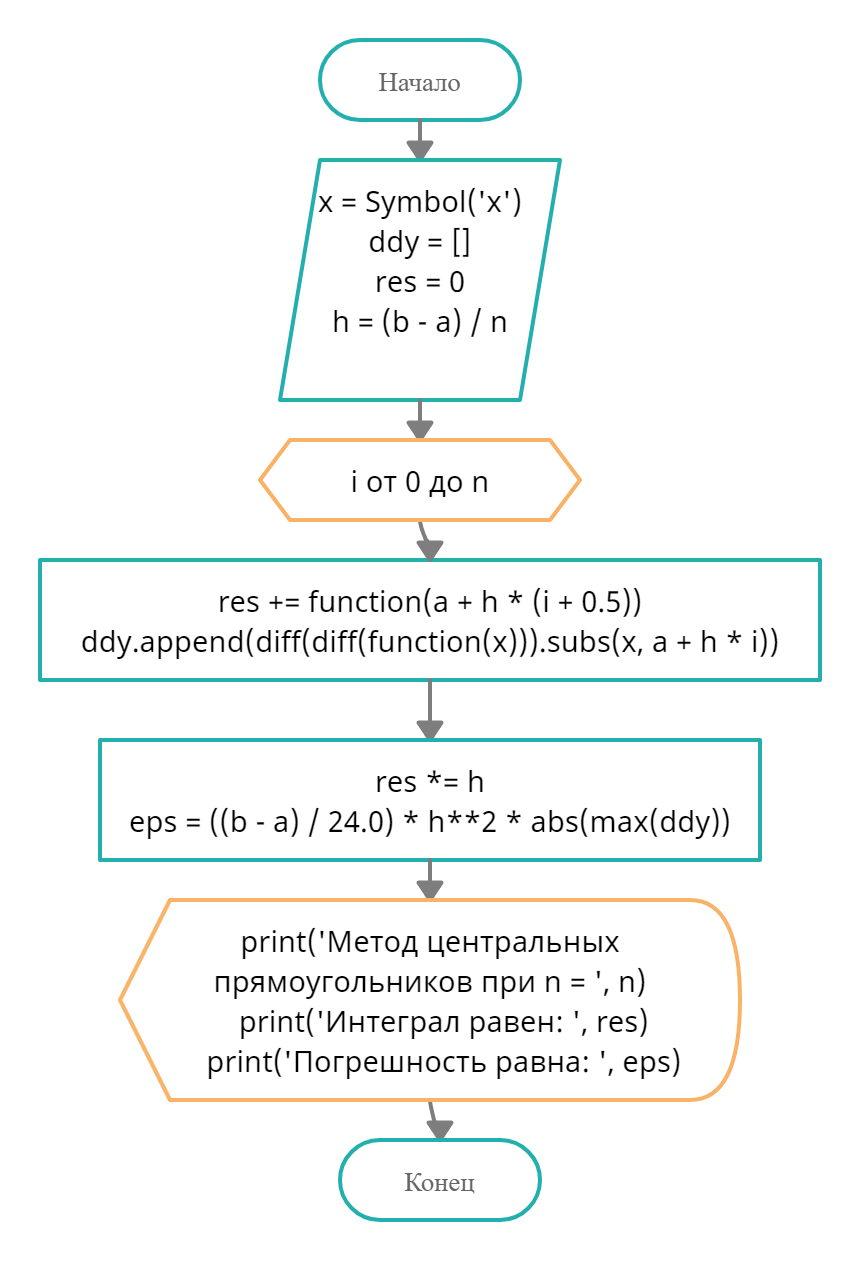 Начало
x = Symbol('x')
ddy = []
res = 0
h = (b - a) / n
i от 0 до n
res += function(a + h * (i + 0.5))
ddy.append(diff(diff(function(x))).subs(x, a + h * i))
res *= h
eps = ((b - a) / 24.0) * h**2 * abs(max(ddy))
print('Метод центральных
прямоугольников при n = ', n)
print('Интеграл равен: ', res)
print('Погрешность равна: ', eps)
Конец